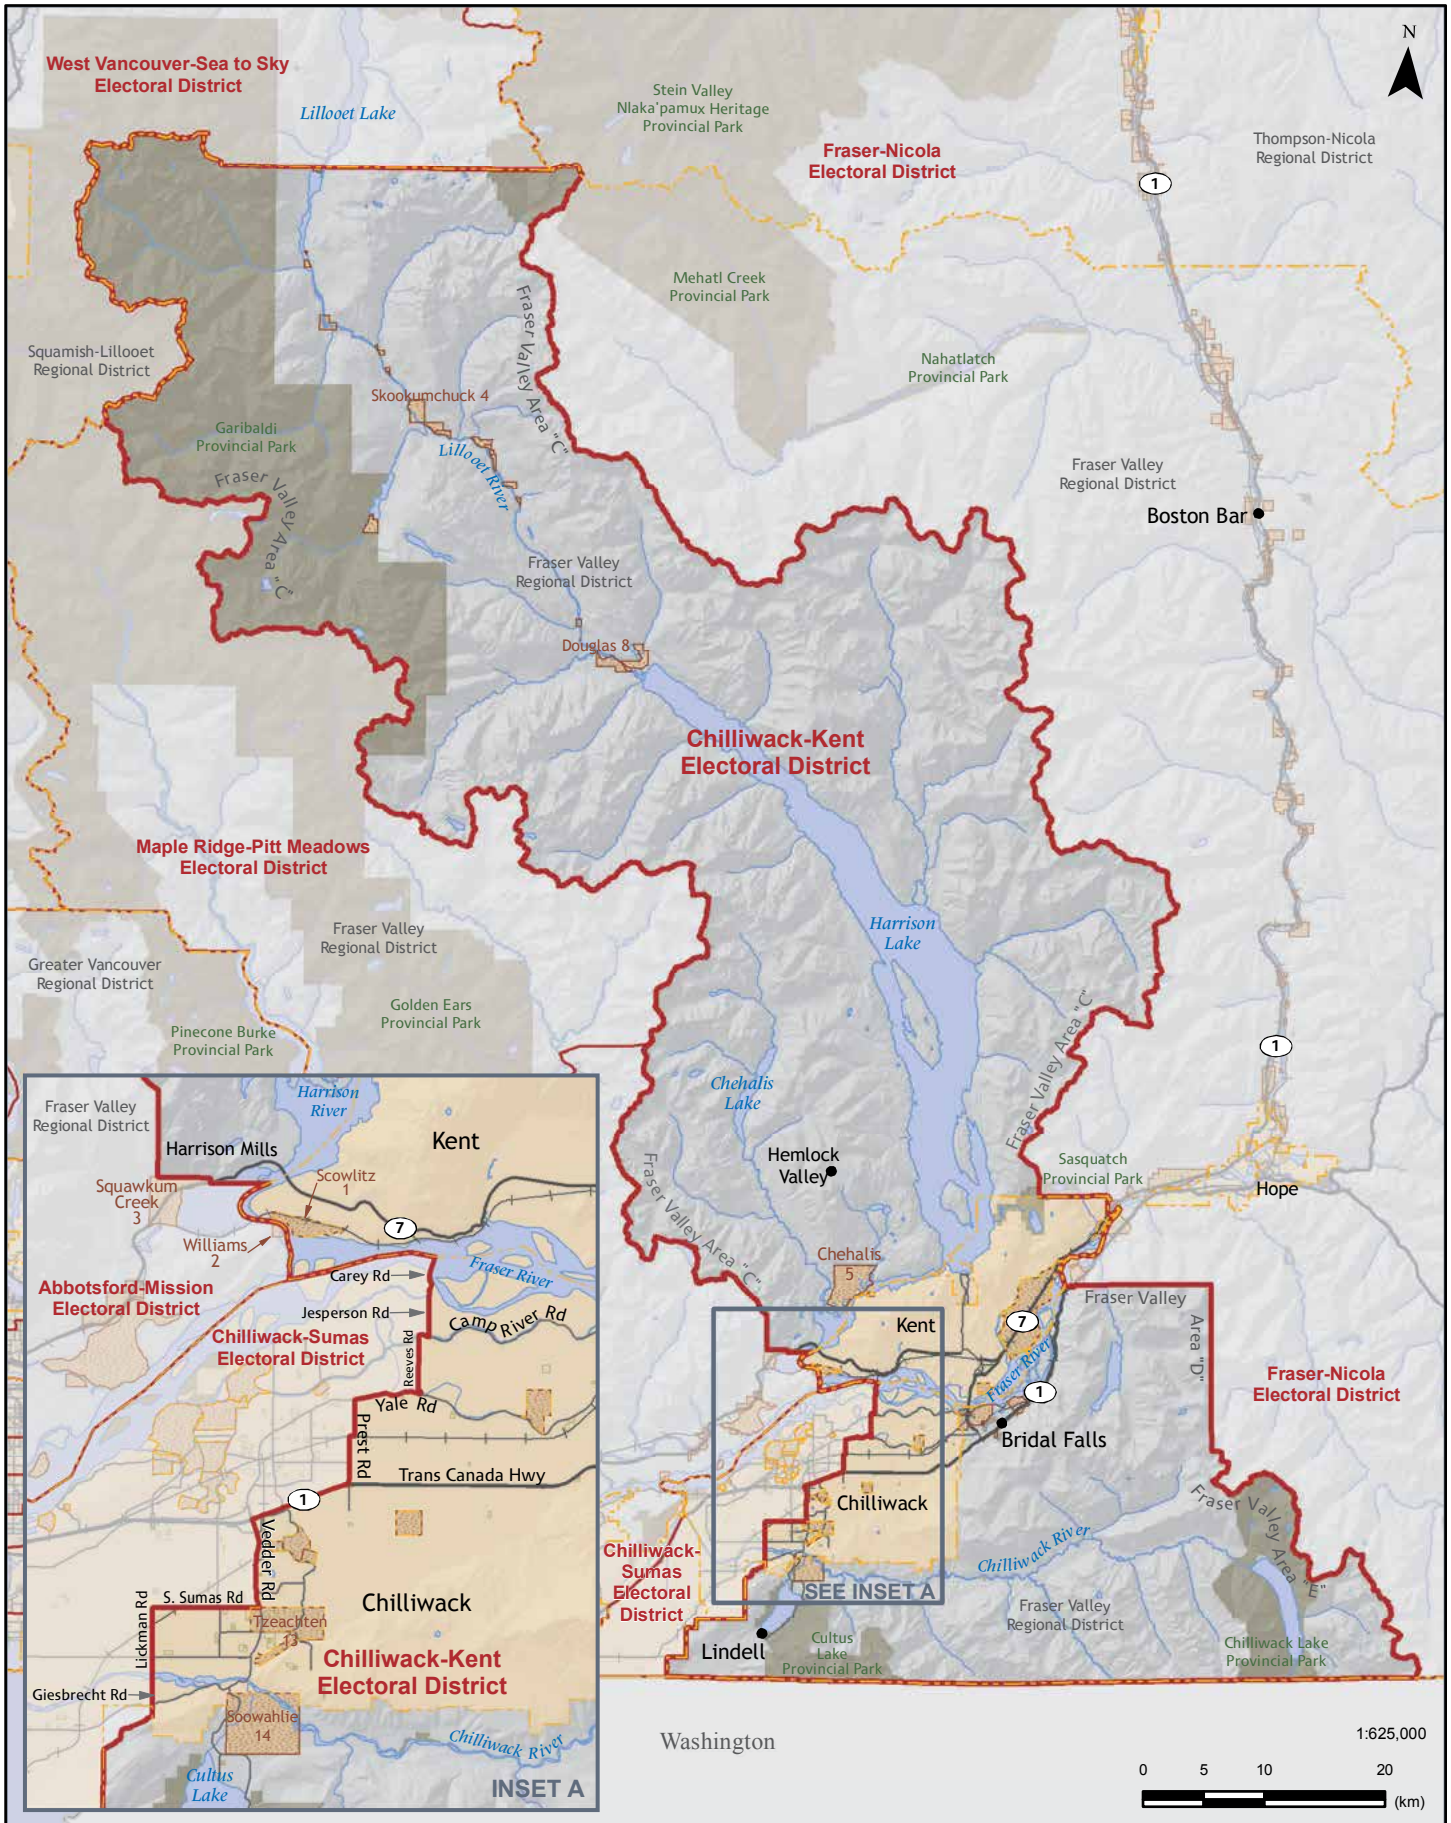 N
West Vancouver-Sea to Sky
Electoral District
Lillooet Lake
Stein Valley
Nlaka'pamux Heritage
Provincial Park
Fraser-Nicola
Electoral District
Thompson-Nicola
Regional District
1
Mehatl Creek
Provincial Park
Fraser Valley Area "C"
Squamish-Lillooet
Regional District
Nahatlatch
Provincial Park
Skookumchuck 4
Garibaldi
Provincial Park
Lillooet River
Fraser Valley Area "C"
Fraser Valley
Regional District
Boston Bar
Fraser Valley
Regional District
Douglas 8
Chilliwack-Kent
Electoral District
Maple Ridge-Pitt Meadows
Electoral District
Harrison
Lake
Fraser Valley
Regional District
Greater Vancouver
Regional District
Golden Ears
Provincial Park
Pinecone Burke
Provincial Park
Fraser Valley Area "C"
1
Chehalis
Lake
Hemlock
Valley
Fraser Valley Area "C"
Sasquatch
Provincial Park
Hope
Chehalis
5
Fraser Valley
Area "D"
Kent
7
Fraser River
1
Fraser-Nicola
Electoral District
Bridal Falls
Chilliwack
Fraser Valley Area "E"
Chilliwack River
Chilliwack-
Sumas
Electoral
District
SEE INSET A
Fraser Valley
Regional District
Lindell
Cultus
Lake
Provincial Park
Chilliwack Lake
Provincial Park
Washington
1:625,000
0 5 10 20
(km)
Harrison
River
Fraser Valley
Regional District
Kent
Harrison Mills
Scowlitz
1
Squawkum
Creek
3
7
Williams
2
Fraser River
Carey Rd
Abbotsford-Mission
Electoral District
Jesperson Rd
Camp River Rd
Chilliwack-Sumas
Electoral District
Reeves Rd
Yale Rd
Prest Rd
Trans Canada Hwy
1
Vedder Rd
S. Sumas Rd
Chilliwack
Lickman Rd
Tzeachten
13
Chilliwack-Kent
Electoral District
Giesbrecht Rd
Soowahlie
14
Chilliwack River
Cultus
Lake
INSET A